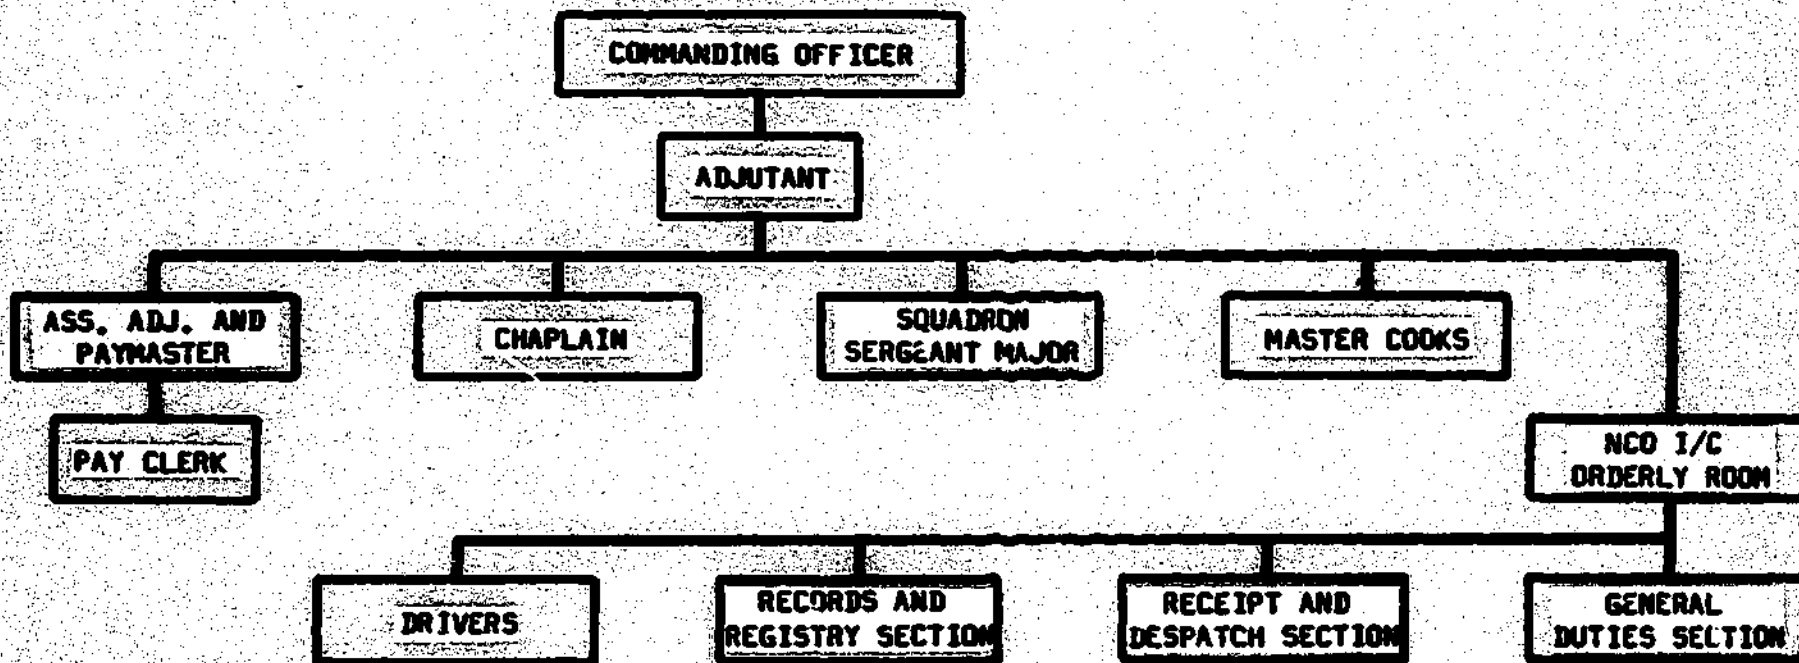 COMMANDING OFFICER
ADJUTANT
ASS. ADJ. AND
PAYMASTER
CHAPLAIN
SQUADRON
SERGEANT MAJOR
MASTER COOKS
PAY CLERK
NCO I/C
ORDERLY ROOM
DRIVERS
RECORDS AND
REGISTRY SECTION
RECEIPT AND
DESPATCH SECTION
GENERAL
DUTIES SELTION